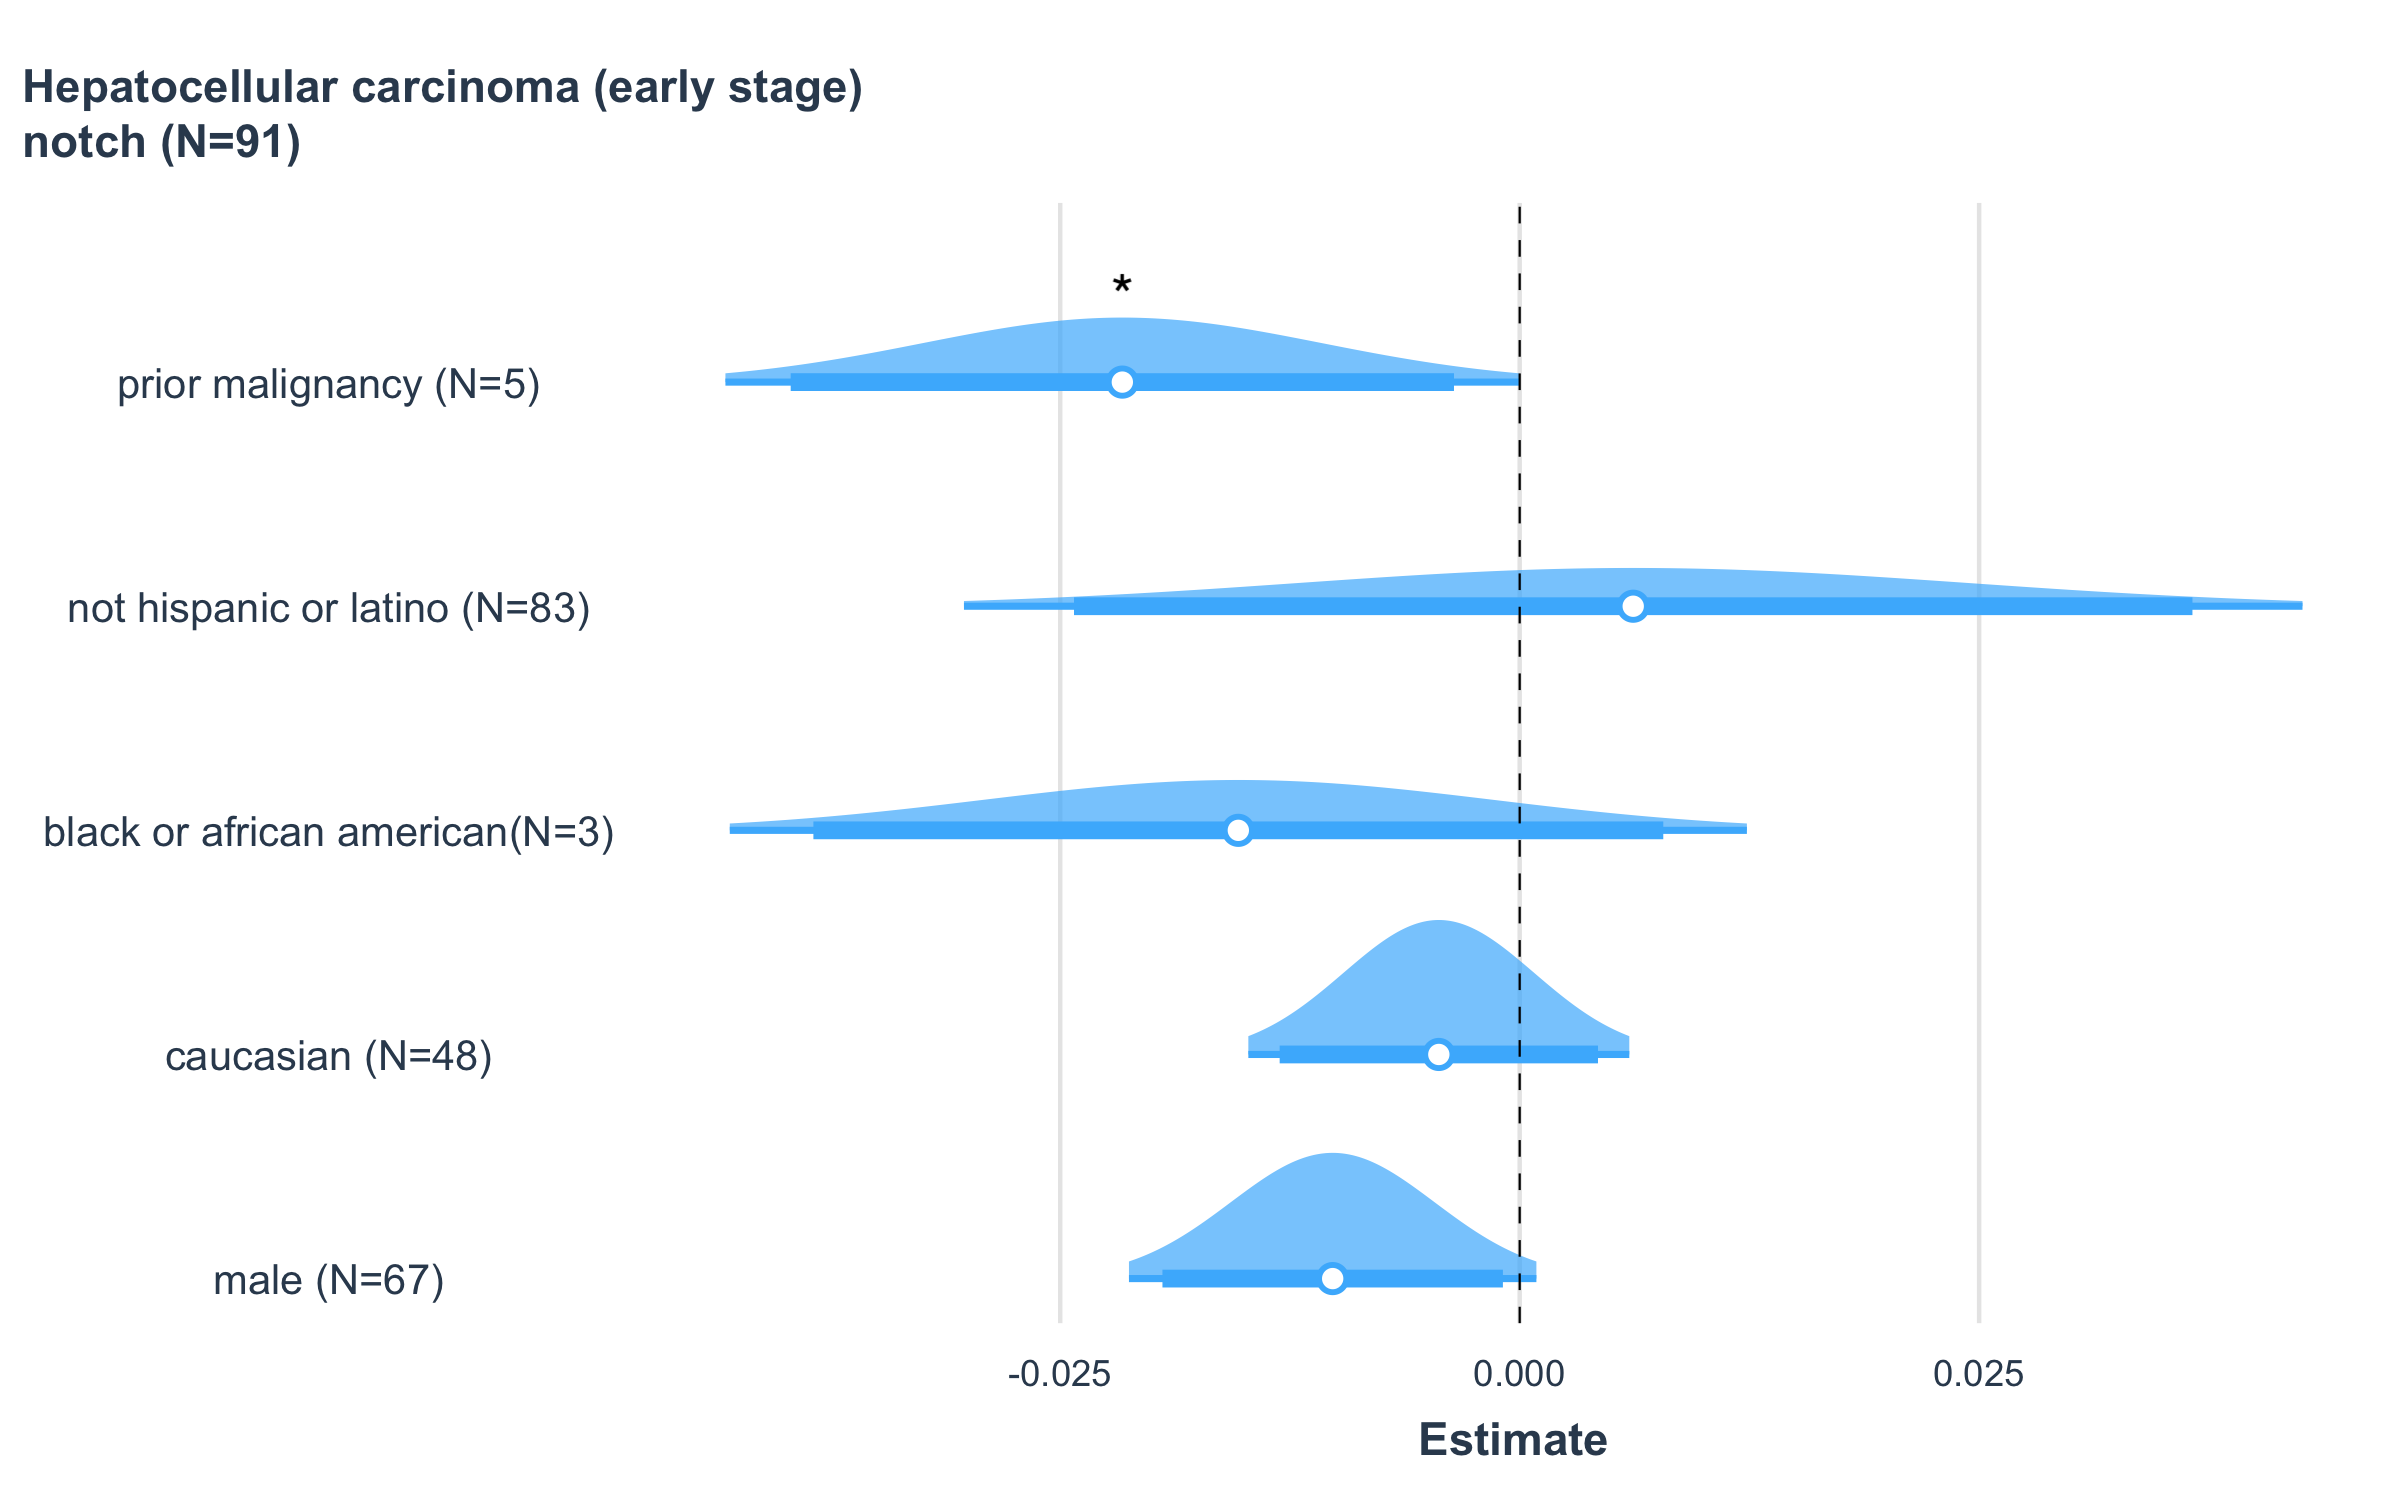 Hepatocellular carcinoma (early stage)
notch (N=91)
*
prior malignancy (N=5)
not hispanic or latino (N=83)
black or african american(N=3)
caucasian (N=48)
male (N=67)
-0.025 0.000 0.025
Estimate